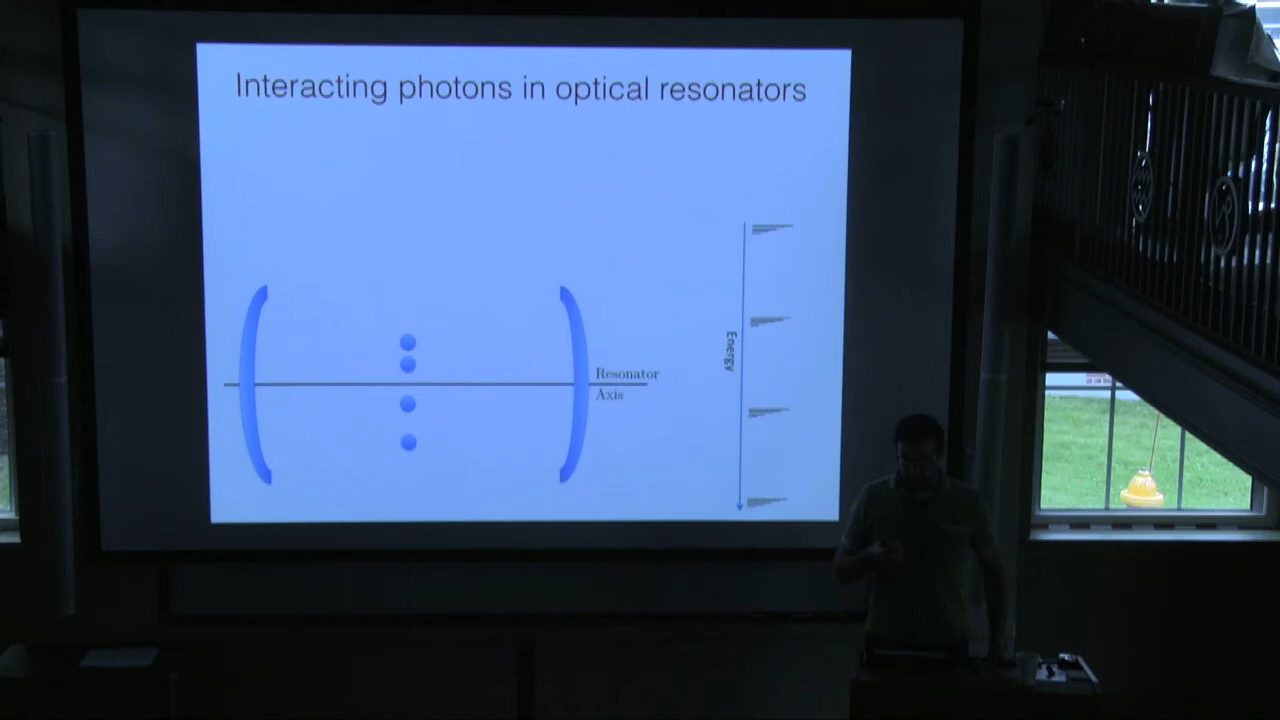 Interacting photons in optical resonators
Resonator
Axis
Energy